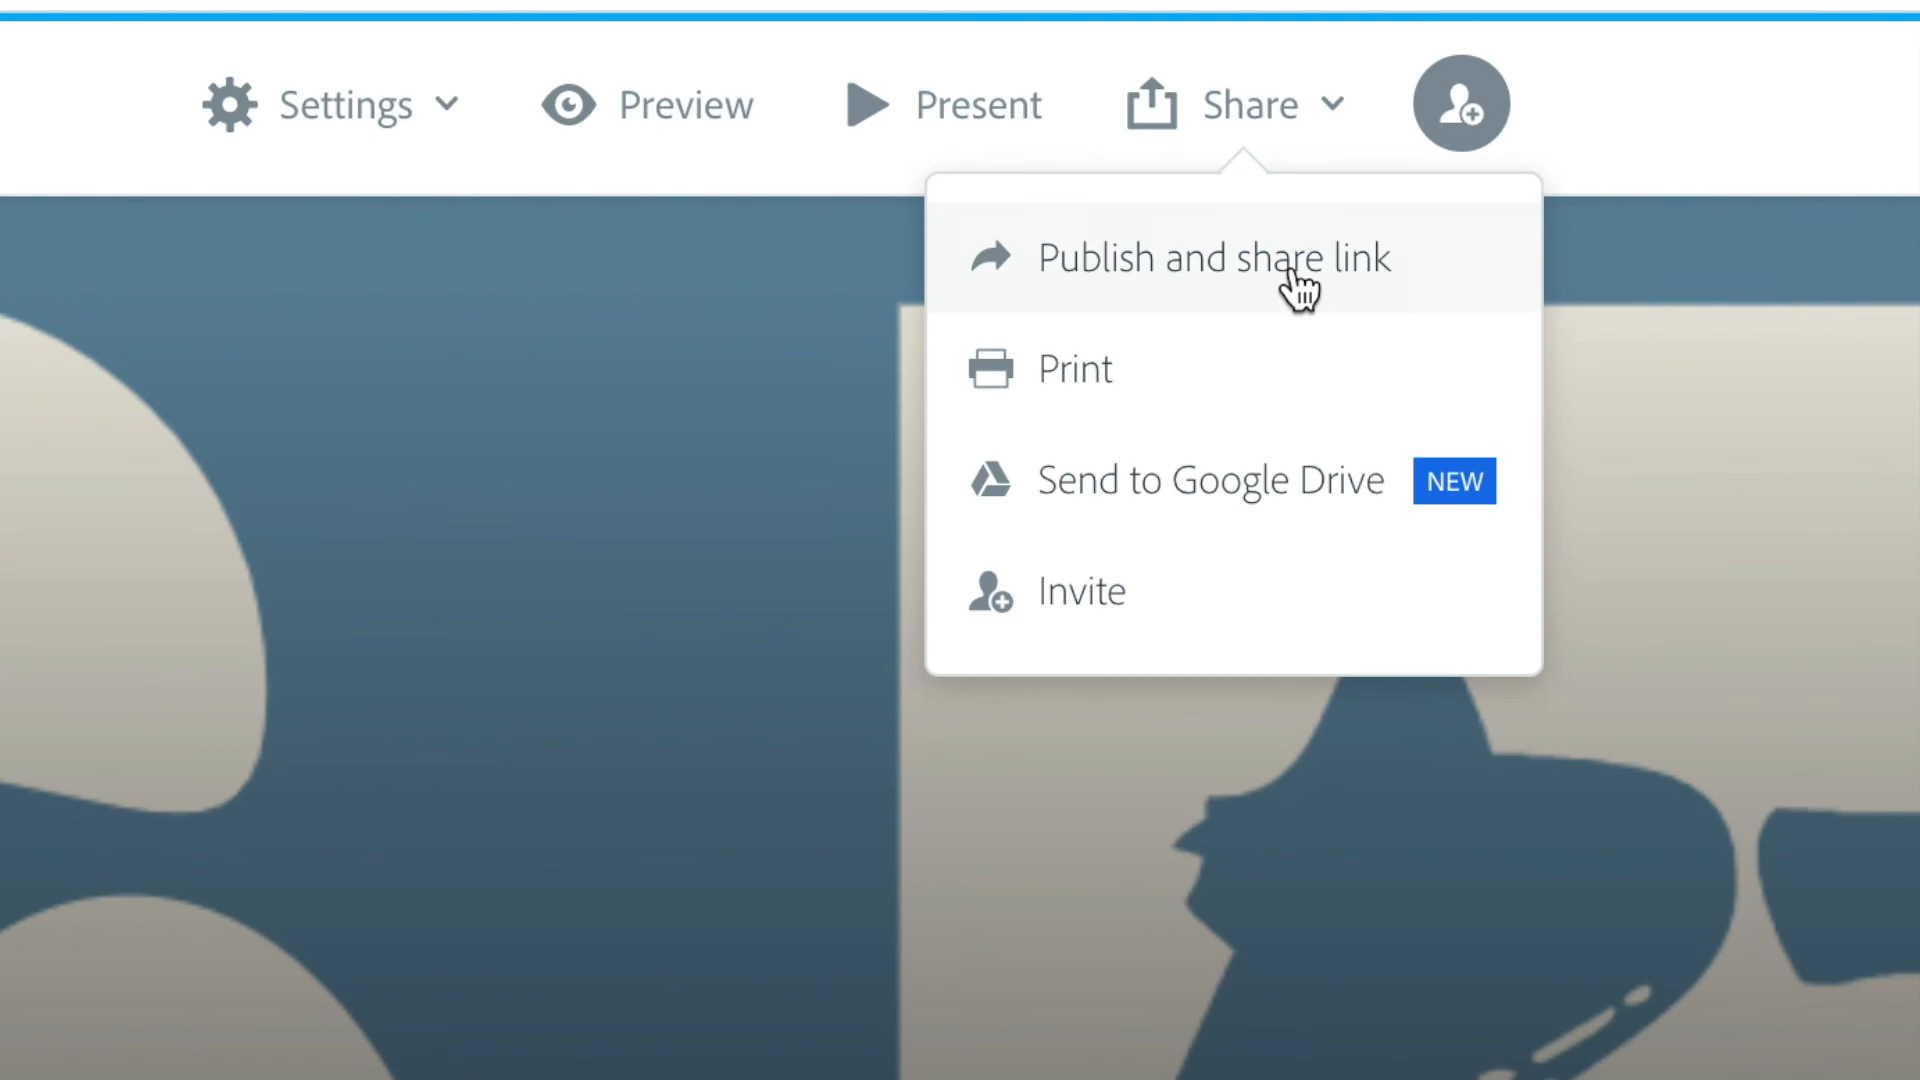 Settings
Preview
Present
Share
Publish and share link
Print
Send to Google Drive NEW
Invite